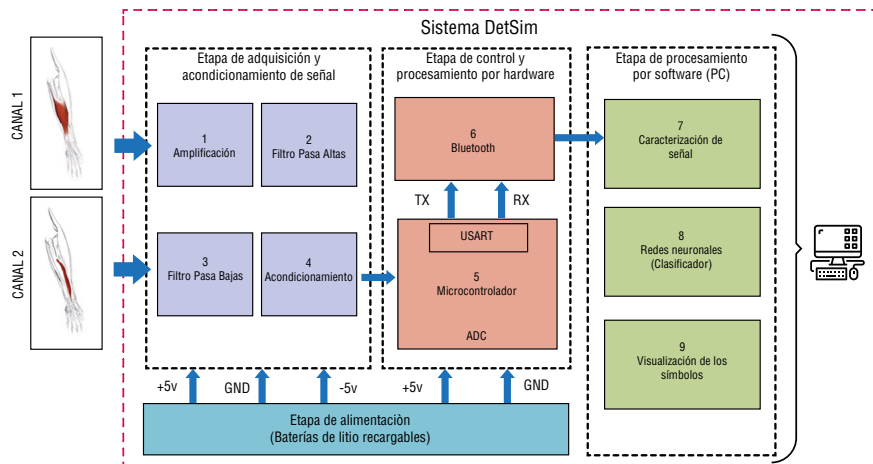 Sistema DetSim
CANAL 1
CANAL 2
Etapa de adquisición y
acondicionamiento de señal
1
Amplificación
2
Filtro Pasa Altas
3
Filtro Pasa Bajas
4
Acondicionamiento
Etapa de control y
procesamiento por hardware
6
Bluetooth
TX
RX
USART
5
Microcontrolador
ADC
Etapa de procesamiento
por software (PC)
7
Caracterización de
señal
8
Redes neuronales
(Clasificador)
9
Visualización de los
símbolos
+5v
GND
-5v
+5v
GND
Etapa de alimentaciòn
(Baterías de litio recargables)